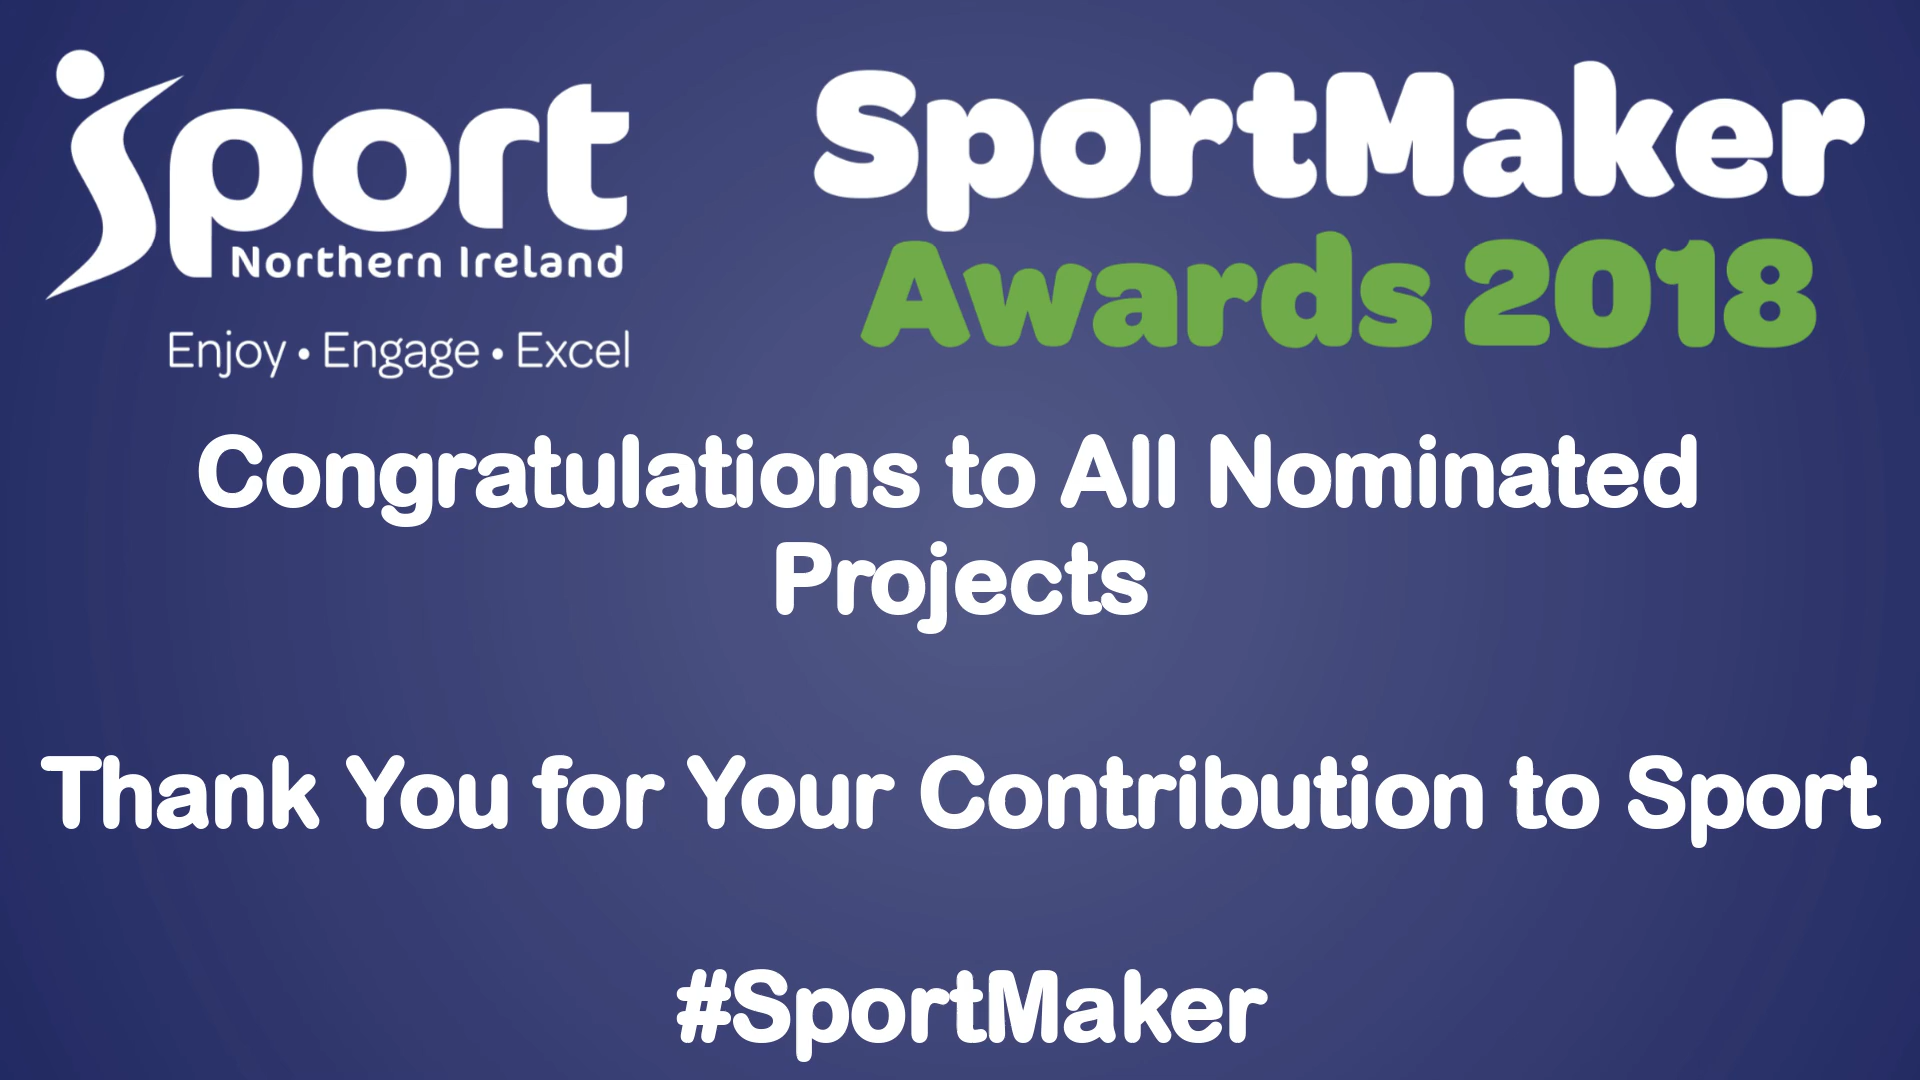 Sport
Northern Ireland
Enjoy • Engage • Excel
SportMaker
Awards 2018
Congratulations to All Nominated
Projects
Thank You for Your Contribution to Sport
#SportMaker